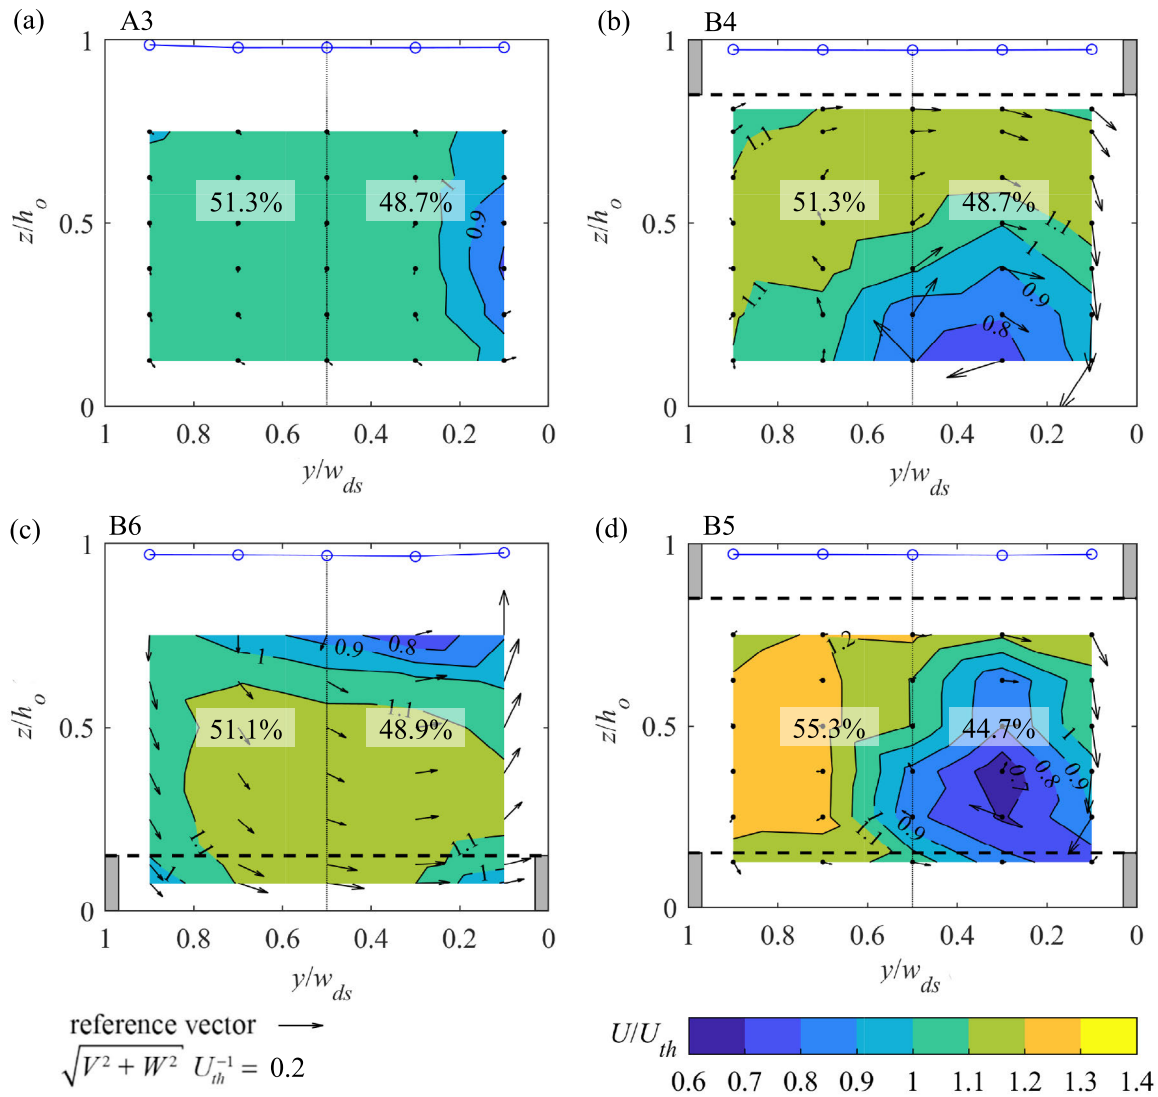 (a) A3
1
0.5
0
z/h_o
51.3% 48.7%
1
0.9
1 0.8 0.6 0.4 0.2 0
y/w_ds
(b) B4
1
0.5
0
z/h_o
1.1
51.3% 48.7%
1.1
1
1.1
0.9
0.8
1 0.8 0.6 0.4 0.2 0
y/w_ds
(c) B6
1
0.5
0
z/h_o
1 0.9 0.8
1.1
51.1% 48.9%
1.1 1.1
1 1
1 0.8 0.6 0.4 0.2 0
y/w_ds
(d) B5
1
0.5
0
z/h_o
1.2
55.3% 44.7%
1
0.7 0.8 0.9
1.1 0.9
1 0.8 0.6 0.4 0.2 0
y/w_ds
reference vector
√V² + W² U_th⁻¹ = 0.2
U/U_th
0.6 0.7 0.8 0.9 1 1.1 1.2 1.3 1.4